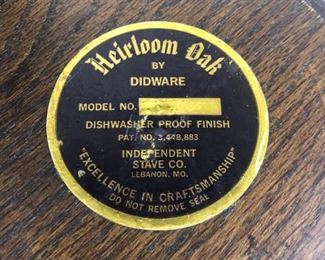 Heirloom Oak
BY
DIDWARE
MODEL NO.
DISHWASHER PROOF FINISH
PAT. NO. 3,448,883
INDEPENDENT
STAVE CO.
LEBANON, MO.
"EXCELLENCE IN CRAFTSMANSHIP"
DO NOT REMOVE SEAL